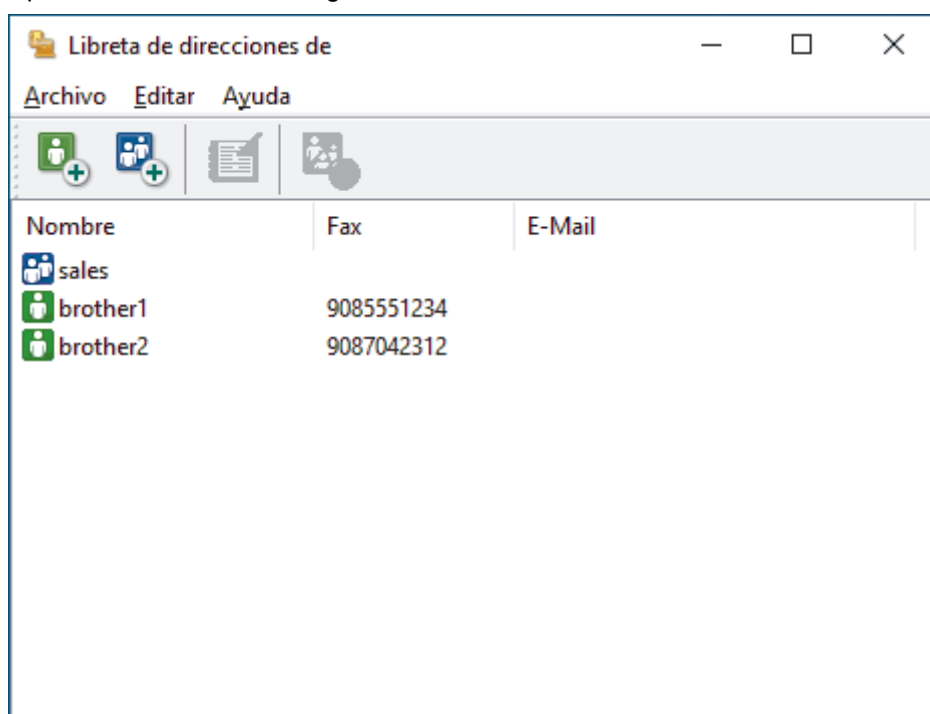 Libreta de direcciones de
Archivo Editar Ayuda
Nombre Fax E-Mail
sales
brother1 9085551234
brother2 9087042312